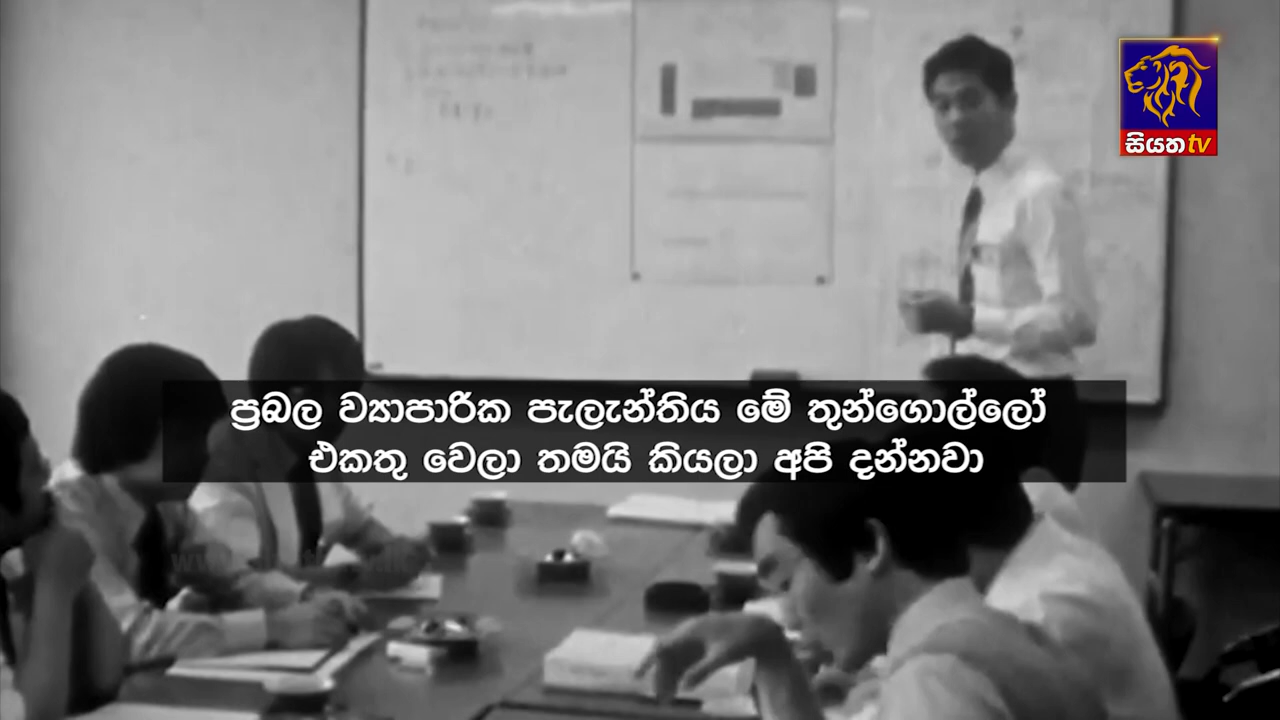 සියත tv
ප්‍රබල ව්‍යාපාරික පැලැන්තිය මේ තුන්ගොල්ලෝ
එකතු වෙලා තමයි කියලා අපි දන්නවා